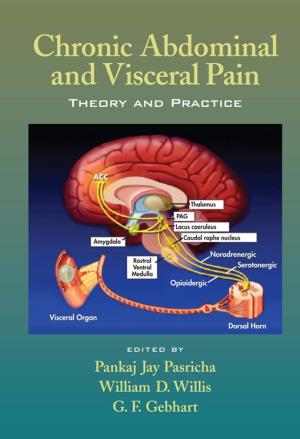 Chronic Abdominal
and Visceral Pain
THEORY AND PRACTICE
ACC
Thalamus
PAG
Locus caeruleus
Caudal raphe nucleus
Amygdala
Rostral
Ventral
Medulla
Noradrenergic
Serotonergic
Opioidergic
Visceral Organ
Dorsal Horn
EDITED BY
Pankaj Jay Pasricha
William D. Willis
G. F. Gebhart